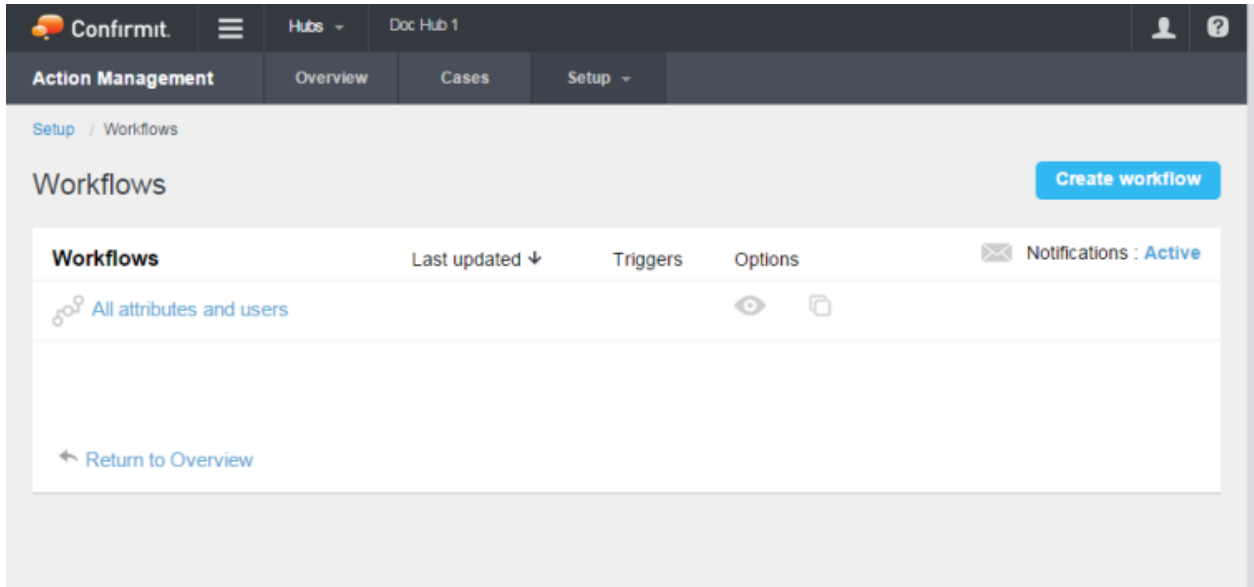 Confirmit. Hubs Doc Hub 1
Action Management Overview Cases Setup
Setup / Workflows
Workflows Create workflow
Workflows Last updated Triggers Options Notifications : Active
All attributes and users
Return to Overview